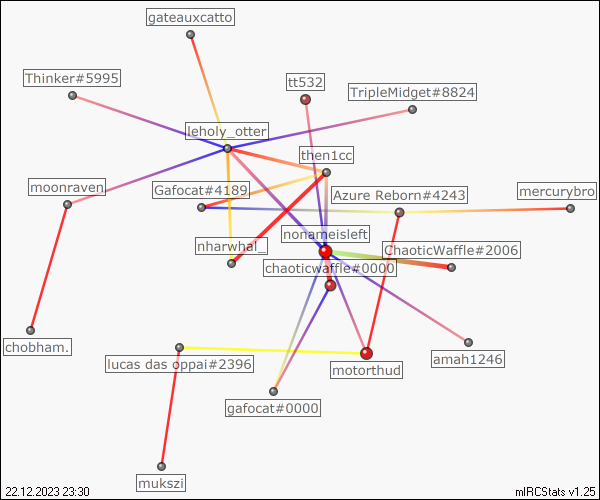 gateauxcatto
Thinker#5995
tt532
TripleMidget#8824
leholy_otter
then1cc
moonraven
Gafocat#4189
Azure Reborn#4243
mercurybro
nonameisleft
nharwhal_
ChaoticWaffle#2006
chaoticwaffle#0000
chobham.
lucas das oppai#2396
motorthud
amah1246
gafocat#0000
mukszi
22.12.2023 23:30
mIRCStats v1.25